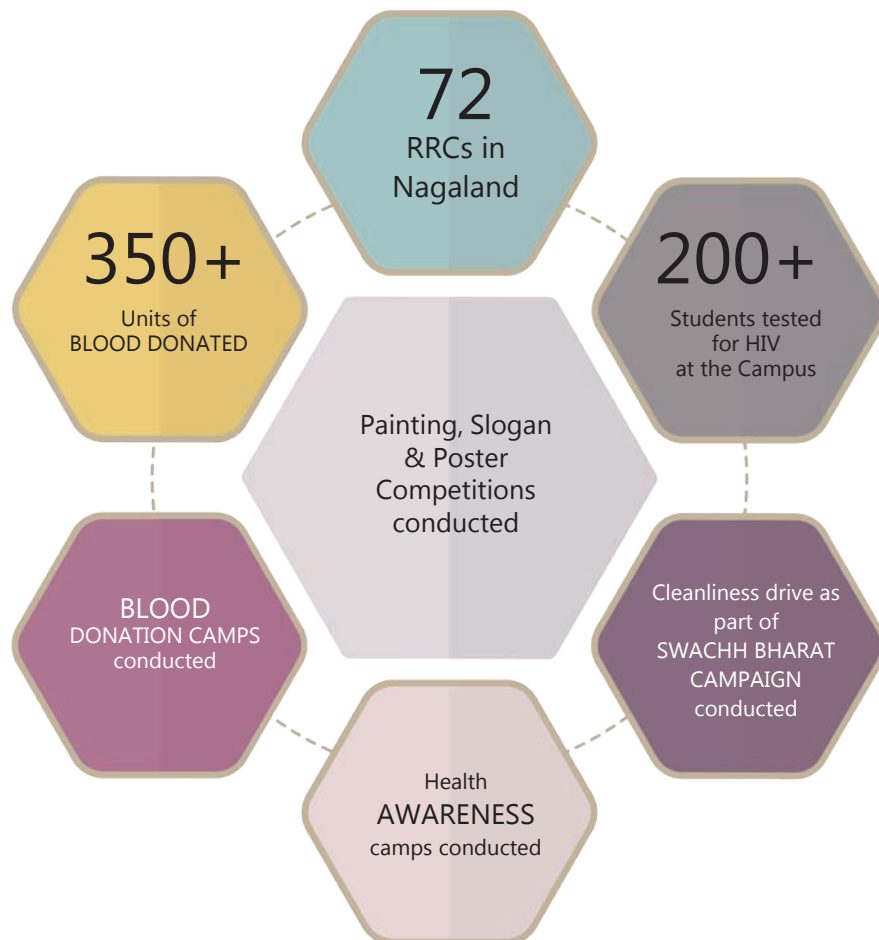 72
RRCs in
Nagaland
350+
Units of
BLOOD DONATED
200+
Students tested
for HIV
at the Campus
Painting, Slogan
& Poster
Competitions
conducted
BLOOD
DONATION CAMPS
conducted
Cleanliness drive as
part of
SWACHH BHARAT
CAMPAIGN
conducted
Health
AWARENESS
camps conducted